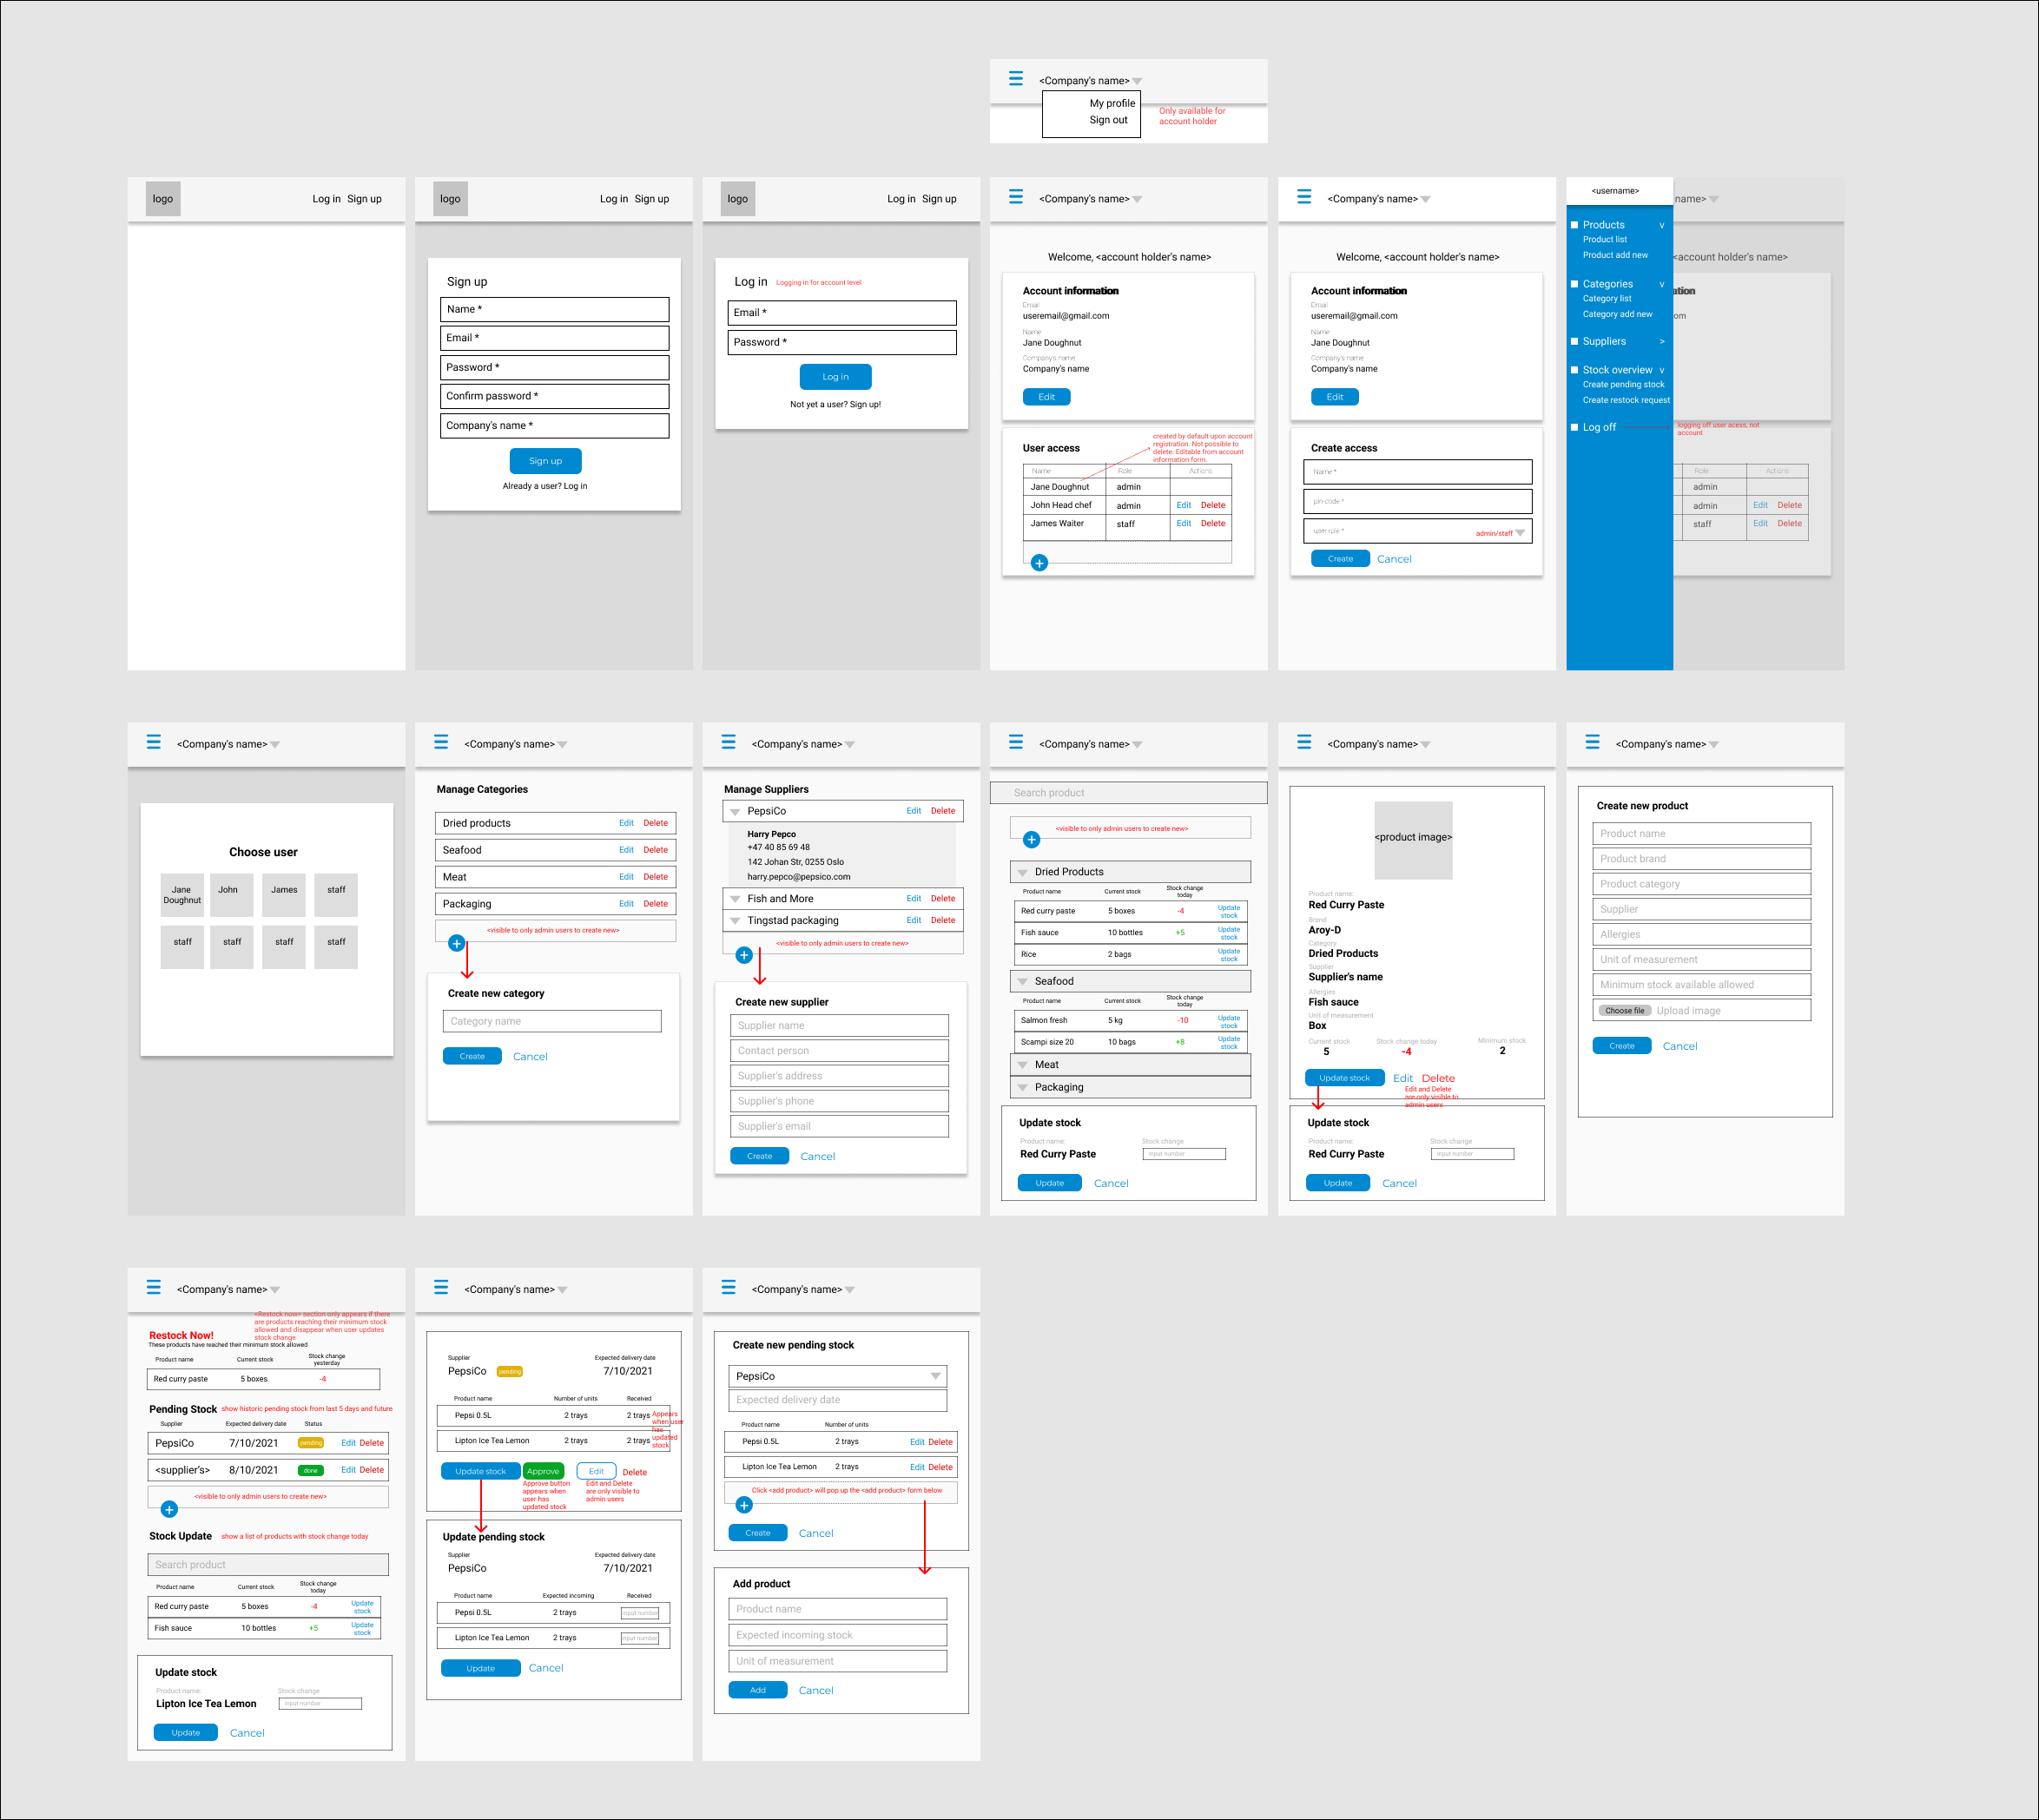 <Company's name>
My profile
Sign out
Only available for
account holder
logo
Log in Sign up
logo
Log in Sign up
Sign up
Name *
Email *
Password *
Confirm password *
Company's name *
Sign up
Already a user? Log in
logo
Log in Sign up
Log in Logging in for account level
Email *
Password *
Log in
Not yet a user? Sign up!
<Company's name>
Welcome, <account holder's name>
Account information
Email
useremail@gmail.com
Name
Jane Doughnut
Company's name
Company's name
Edit
User access
created by default upon account
registration. Not possible to
delete. Editable from account
information form.
Name Role Actions
Jane Doughnut admin
John Head chef admin Edit Delete
James Waiter staff Edit Delete
+
<Company's name>
Welcome, <account holder's name>
Account information
Email
useremail@gmail.com
Name
Jane Doughnut
Company's name
Company's name
Edit
Create access
Name *
pin-code *
user role * admin/staff
Create Cancel
<username>
name>
Products v
Product list
Product add new
<account holder's name>
Categories v
Category list
Category add new
ation
om
Suppliers >
Stock overview v
Create pending stock
Create restock request
Log off
logging off user acess, not
account
Role Actions
admin
admin Edit Delete
staff Edit Delete
<Company's name>
Choose user
Jane
Doughnut
John
James
staff
staff
staff
staff
staff
<Company's name>
Manage Categories
Dried products Edit Delete
Seafood Edit Delete
Meat Edit Delete
Packaging Edit Delete
<visible to only admin users to create new>
+
Create new category
Category name
Create Cancel
<Company's name>
Manage Suppliers
PepsiCo Edit Delete
Harry Pepco
+47 40 85 69 48
142 Johan Str, 0255 Oslo
harry.pepco@pepsico.com
Fish and More Edit Delete
Tingstad packaging Edit Delete
<visible to only admin users to create new>
+
Create new supplier
Supplier name
Contact person
Supplier's address
Supplier's phone
Supplier's email
Create Cancel
<Company's name>
Search product
<visible to only admin users to create new>
+
Dried Products
Product name Current stock Stock change
today
Red curry paste 5 boxes -4 Update
stock
Fish sauce 10 bottles +5 Update
stock
Rice 2 bags Update
stock
Seafood
Product name Current stock Stock change
today
Salmon fresh 5 kg -10 Update
stock
Scampi size 20 10 bags +8 Update
stock
Meat
Packaging
Update stock
Product name: Stock change
Red Curry Paste Input number
Update Cancel
<Company's name>
<product image>
Product name:
Red Curry Paste
Brand
Aroy-D
Category
Dried Products
Supplier
Supplier's name
Allergies
Fish sauce
Unit of measurement
Box
Current stock Stock change today Minimum stock
5 -4 2
Update stock Edit Delete
Edit and Delete
are only visible to
admin users
Update stock
Product name: Stock change
Red Curry Paste Input number
Update Cancel
<Company's name>
Create new product
Product name
Product brand
Product category
Supplier
Allergies
Unit of measurement
Minimum stock available allowed
Choose file Upload image
Create Cancel
<Company's name>
<Restock now> section only appears if there
are products reaching their minimum stock
allowed and disappear when user updates
stock change
Restock Now!
These products have reached their minimum stock allowed
Product name Current stock Stock change
yesterday
Red curry paste 5 boxes -4
Pending Stock show historic pending stock from last 5 days and future
Supplier Expected delivery date Status
PepsiCo 7/10/2021 pending Edit Delete
<supplier's> 8/10/2021 done Edit Delete
<visible to only admin users to create new>
+
Stock Update show a list of products with stock change today
Search product
Product name Current stock Stock change
today
Red curry paste 5 boxes -4 Update
stock
Fish sauce 10 bottles +5 Update
stock
Update stock
Product name: Stock change
Lipton Ice Tea Lemon Input number
Update Cancel
<Company's name>
Supplier Expected delivery date
PepsiCo pending 7/10/2021
Product name Number of units Received
Pepsi 0.5L 2 trays 2 trays
Lipton Ice Tea Lemon 2 trays 2 trays
Appears
when user
has
updated
stock
Update stock Approve Edit Delete
Approve button
appears when
user has
updated stock
Edit and Delete
are only visible to
admin users
Update pending stock
Supplier Expected delivery date
PepsiCo 7/10/2021
Product name Expected incoming Received
Pepsi 0.5L 2 trays Input number
Lipton Ice Tea Lemon 2 trays Input number
Update Cancel
<Company's name>
Create new pending stock
PepsiCo
Expected delivery date
Product name Number of units
Pepsi 0.5L 2 trays Edit Delete
Lipton Ice Tea Lemon 2 trays Edit Delete
Click <add product> will pop up the <add product> form below
+
Create Cancel
Add product
Product name
Expected incoming stock
Unit of measurement
Add Cancel